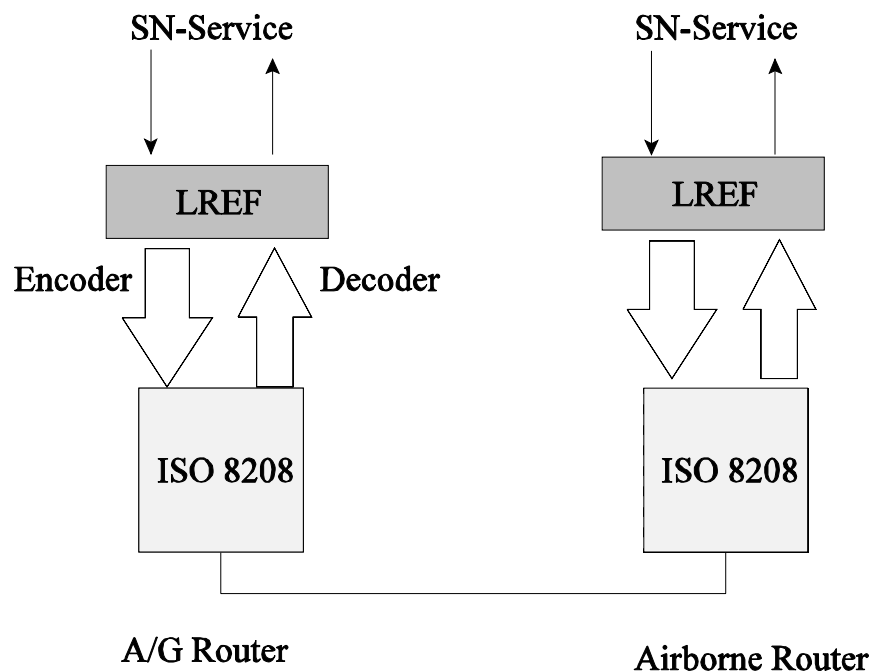 SN-Service
SN-Service
LREF
LREF
Encoder
Decoder
ISO 8208
ISO 8208
A/G Router
Airborne Router